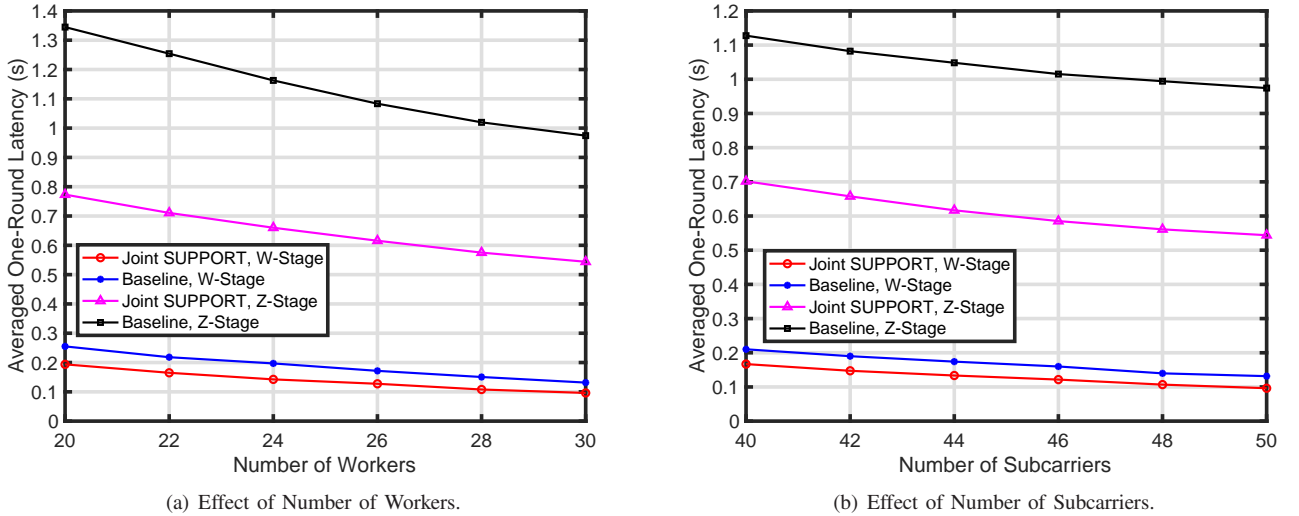 Averaged One-Round Latency (s)
1.4
1.3
1.2
1.1
1
0.9
0.8
0.7
0.6
0.5
0.4
0.3
0.2
0.1
0
Joint SUPPORT, W-Stage
Baseline, W-Stage
Joint SUPPORT, Z-Stage
Baseline, Z-Stage
20 22 24 26 28 30
Number of Workers
(a) Effect of Number of Workers.
Averaged One-Round Latency (s)
1.2
1.1
1
0.9
0.8
0.7
0.6
0.5
0.4
0.3
0.2
0.1
0
Joint SUPPORT, W-Stage
Baseline, W-Stage
Joint SUPPORT, Z-Stage
Baseline, Z-Stage
40 42 44 46 48 50
Number of Subcarriers
(b) Effect of Number of Subcarriers.